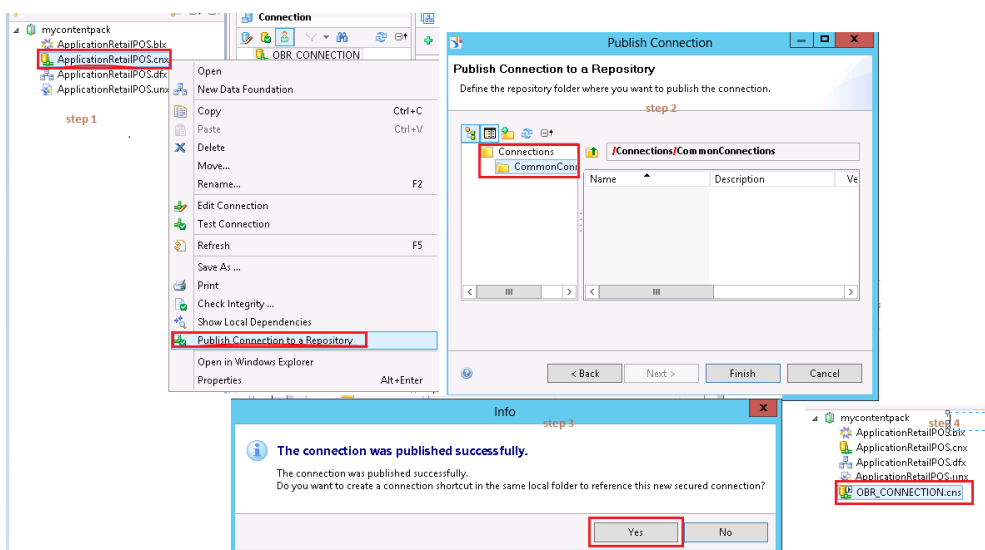 mycontentpack
ApplicationRetailPOS.blx
ApplicationRetailPOS.cnx
ApplicationRetailPOS.dfx
ApplicationRetailPOS.unx
step 1
Connection
OBR CONNECTION
Open
New Data Foundation
Copy Ctrl+C
Paste Ctrl+V
Delete
Move...
Rename... F2
Edit Connection
Test Connection
Refresh F5
Save As ...
Print
Check Integrity ...
Show Local Dependencies
Publish Connection to a Repository
Open in Windows Explorer
Properties Alt+Enter
Publish Connection
Publish Connection to a Repository
Define the repository folder where you want to publish the connection.
step 2
Connections
CommonConn
/Connections/CommonConnections
Name Description Ve
< Back Next > Finish Cancel
Info
step 3
The connection was published successfully.
The connection was published successfully.
Do you want to create a connection shortcut in the same local folder to reference this new secured connection?
Yes No
mycontentpack
step 4
ApplicationRetailPOS.blx
ApplicationRetailPOS.cnx
ApplicationRetailPOS.dfx
ApplicationRetailPOS.unx
OBR_CONNECTION.cns